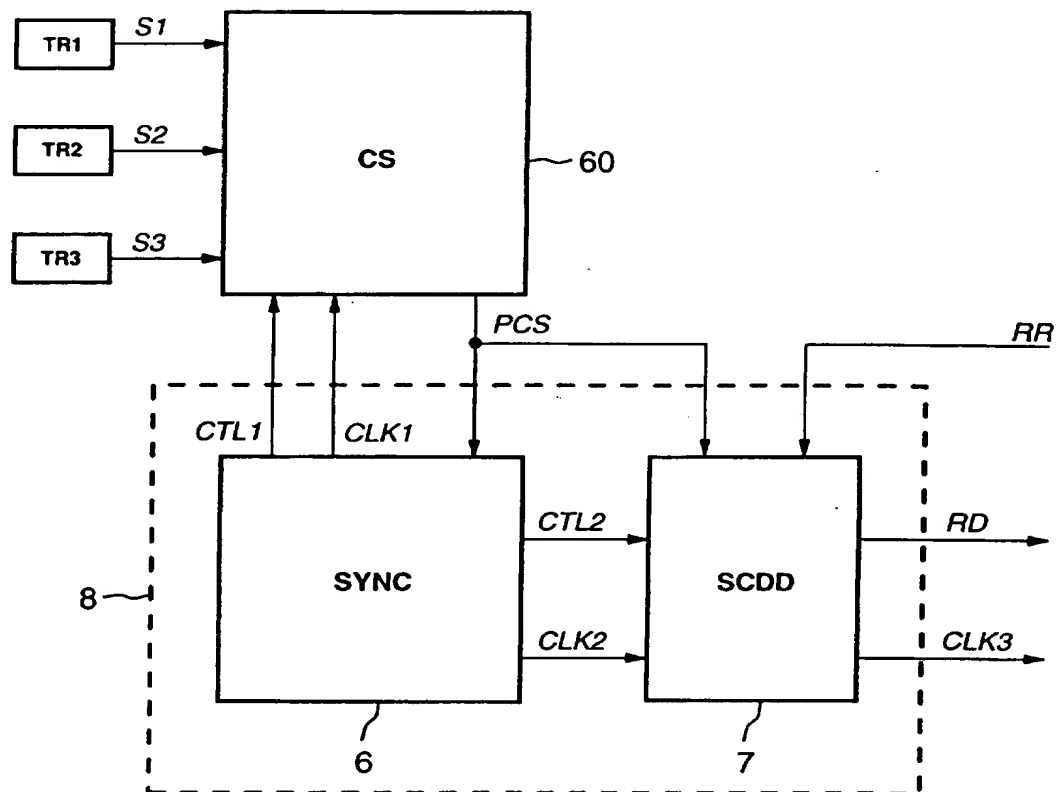 TR1
S1
TR2
S2
TR3
S3
CS
60
PCS
RR
CTL1
CLK1
SYNC
CTL2
CLK2
SCDD
RD
CLK3
8
6
7